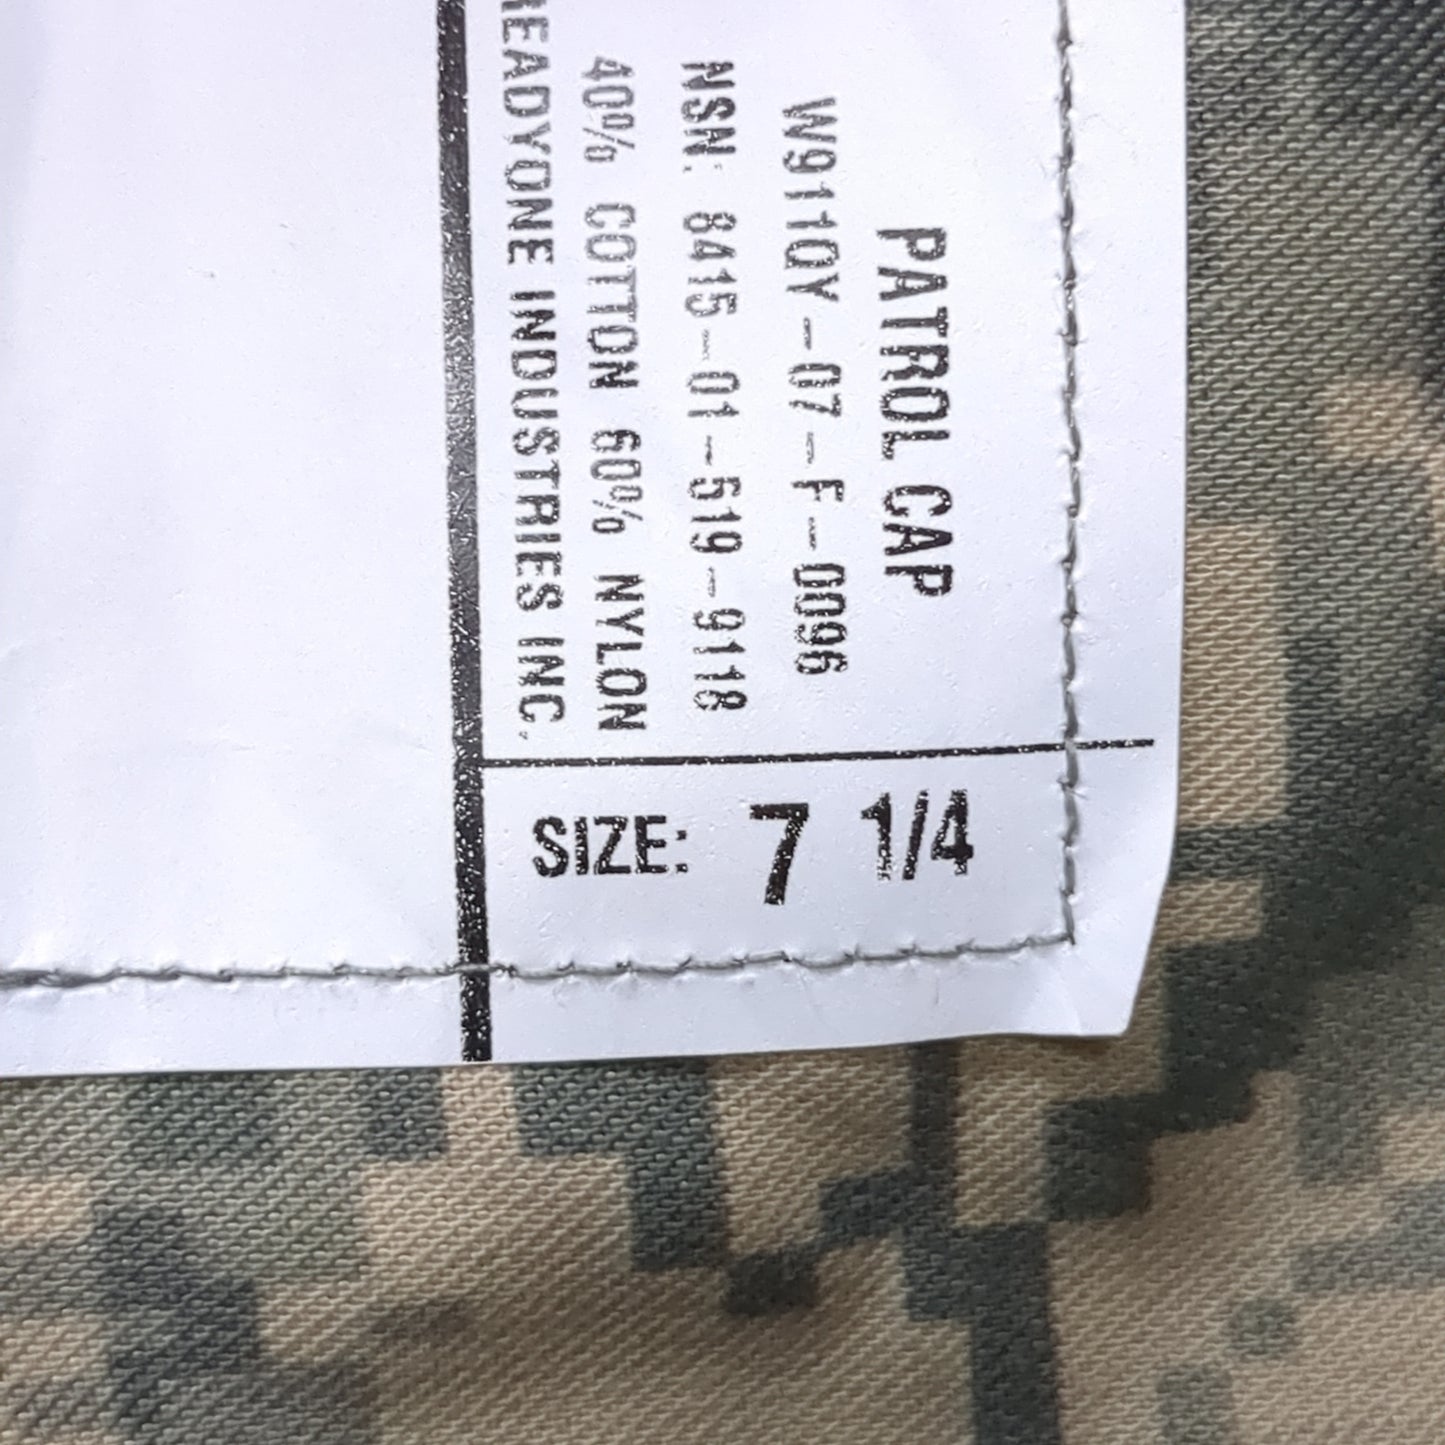 PATROL CAP
W911QY-07-F-0096
NSN: 8415-01-519-9118
40% COTTON 60% NYLON
READYONE INDUSTRIES INC.
SIZE: 7 1/4